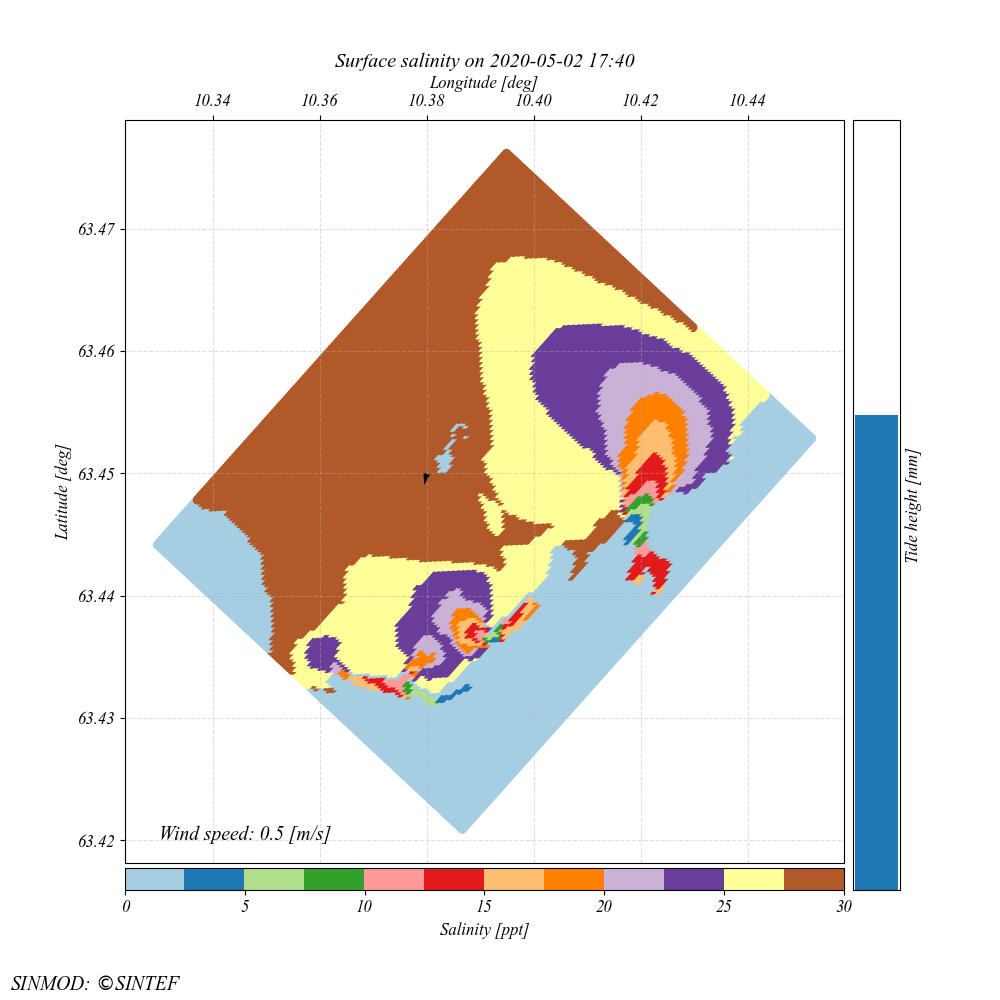 Surface salinity on 2020-05-02 17:40
Longitude [deg]
10.34 10.36 10.38 10.40 10.42 10.44
63.47
63.46
63.45
63.44
63.43
63.42
Latitude [deg]
Tide height [mm]
Wind speed: 0.5 [m/s]
0 5 10 15 20 25 30
Salinity [ppt]
SINMOD: ©SINTEF